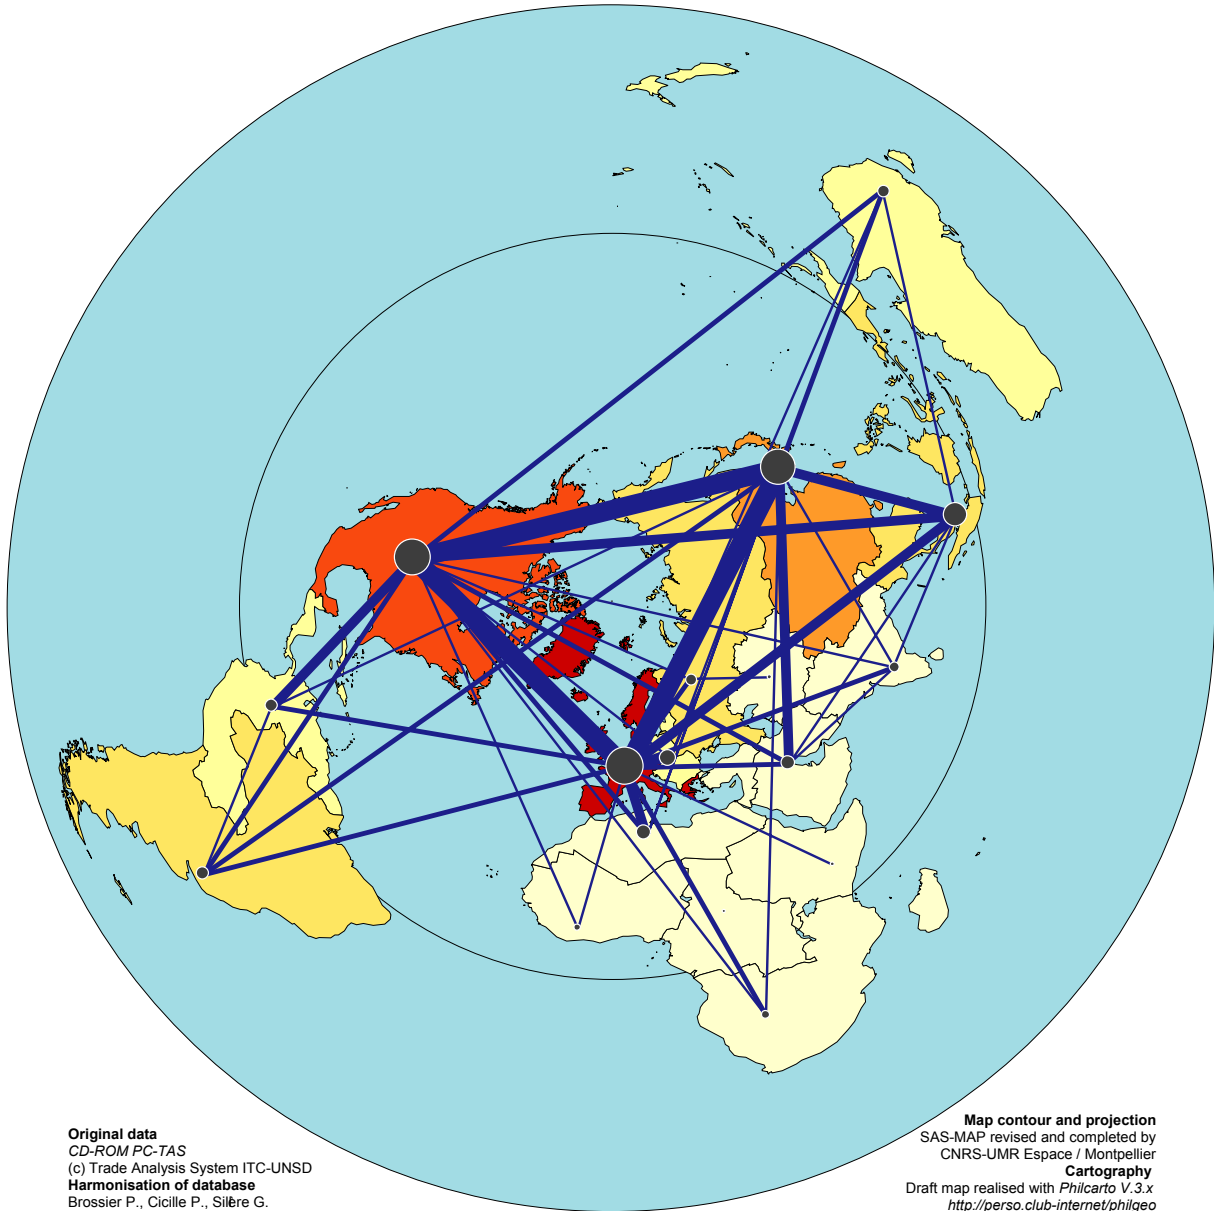 Original data
CD-ROM PC-TAS
(c) Trade Analysis System ITC-UNSD
Harmonisation of database
Brossier P., Cicille P., G.
Map contour and projection
SAS-MAP revised and completed by
CNRS-UMR Espace / Montpellier
Cartography
Draft map realised with Philcarto V.3.x
http://perso.club-internet/philgeo